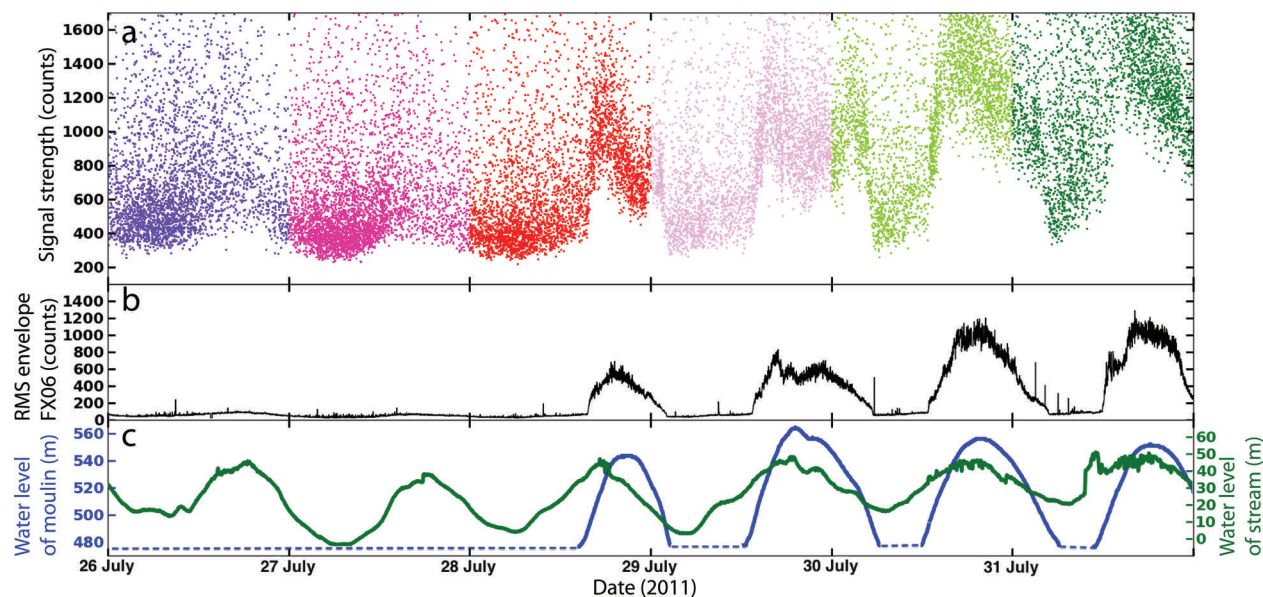 a
Signal strength (counts)
1600
1400
1200
1000
800
600
400
200
b
RMS envelope
FX06 (counts)
1400
1200
1000
800
600
400
200
0
c
Water level
of moulin (m)
560
540
520
500
480
60
50
40
30
20
10
0
Water level
of stream (m)
26 July
27 July
28 July
29 July
30 July
31 July
Date (2011)